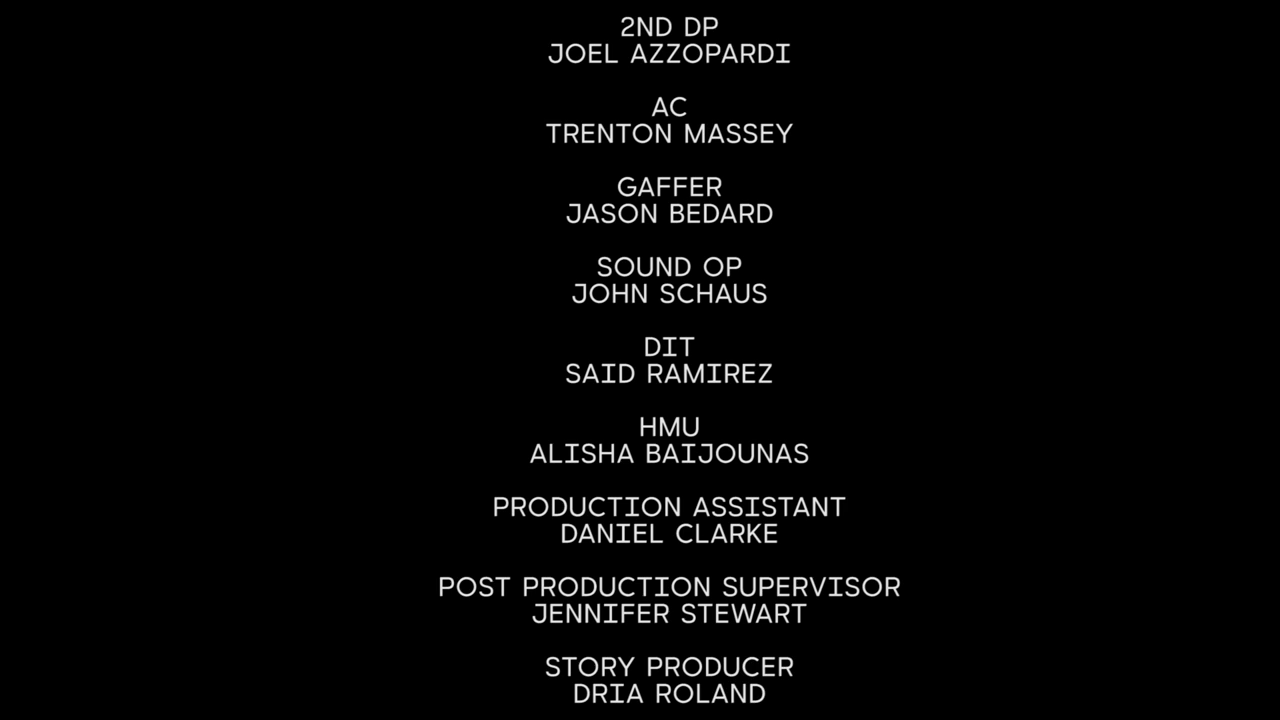 2ND DP
JOEL AZZOPARDI
AC
TRENTON MASSEY
GAFFER
JASON BEDARD
SOUND OP
JOHN SCHAUS
DIT
SAID RAMIREZ
HMU
ALISHA BAIJOUNAS
PRODUCTION ASSISTANT
DANIEL CLARKE
POST PRODUCTION SUPERVISOR
JENNIFER STEWART
STORY PRODUCER
DRIA ROLAND